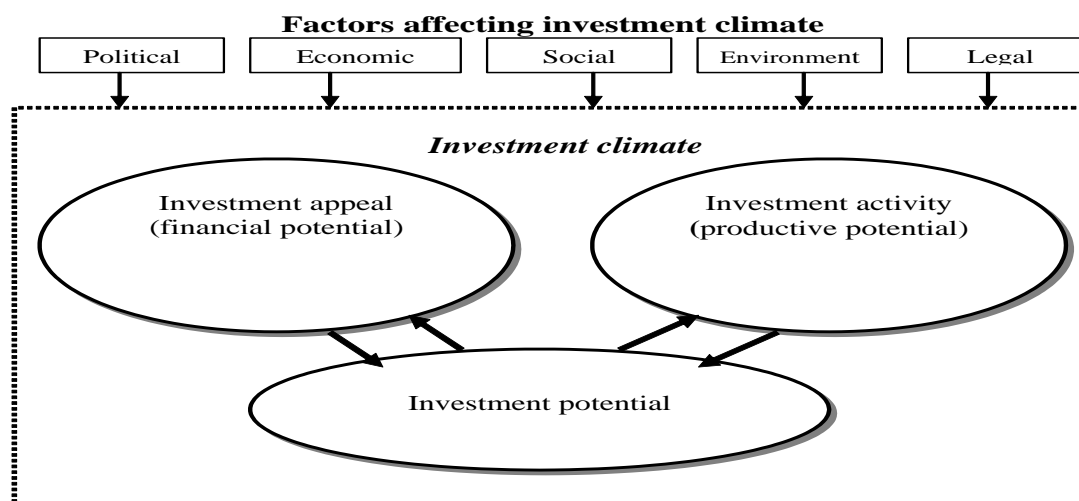 Factors affecting investment climate
Political
Economic
Social
Environment
Legal
Investment climate
Investment appeal
(financial potential)
Investment activity
(productive potential)
Investment potential